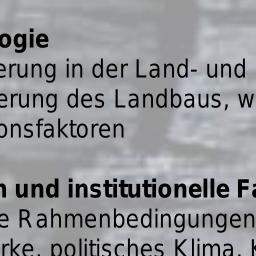 ogie
erung in der Land- und
erung des Landbaus, w
onsfaktoren
n und institutionelle Fa
e Rahmenbedingungen
rke, politisches Klima, K